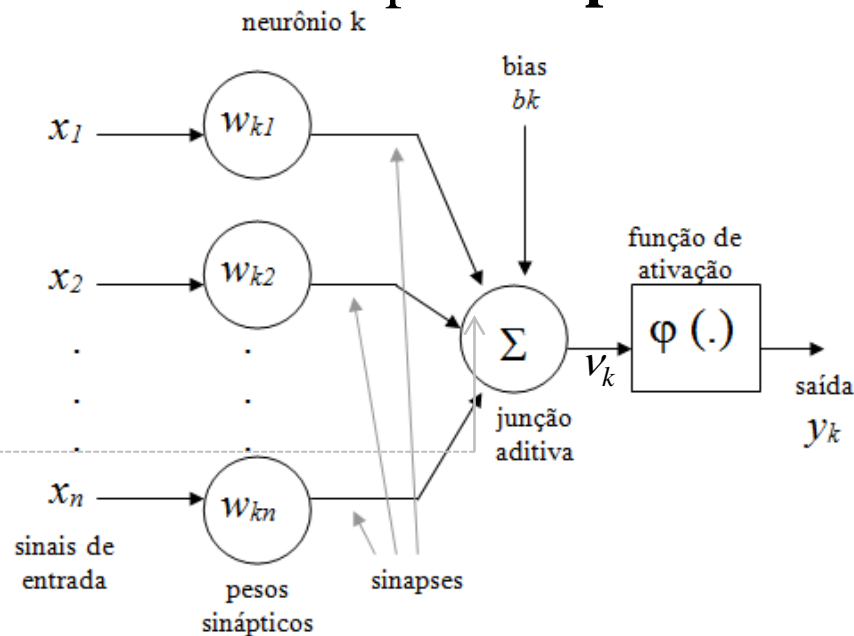 neurônio k
bias
bk
x1
wk1
função de
ativação
x2
wk2
Σ
νk
φ (.)
saída
yk
junção
aditiva
.
.
.
.
.
.
xn
wkn
sinais de
entrada
pesos
sinápticos
sinapses